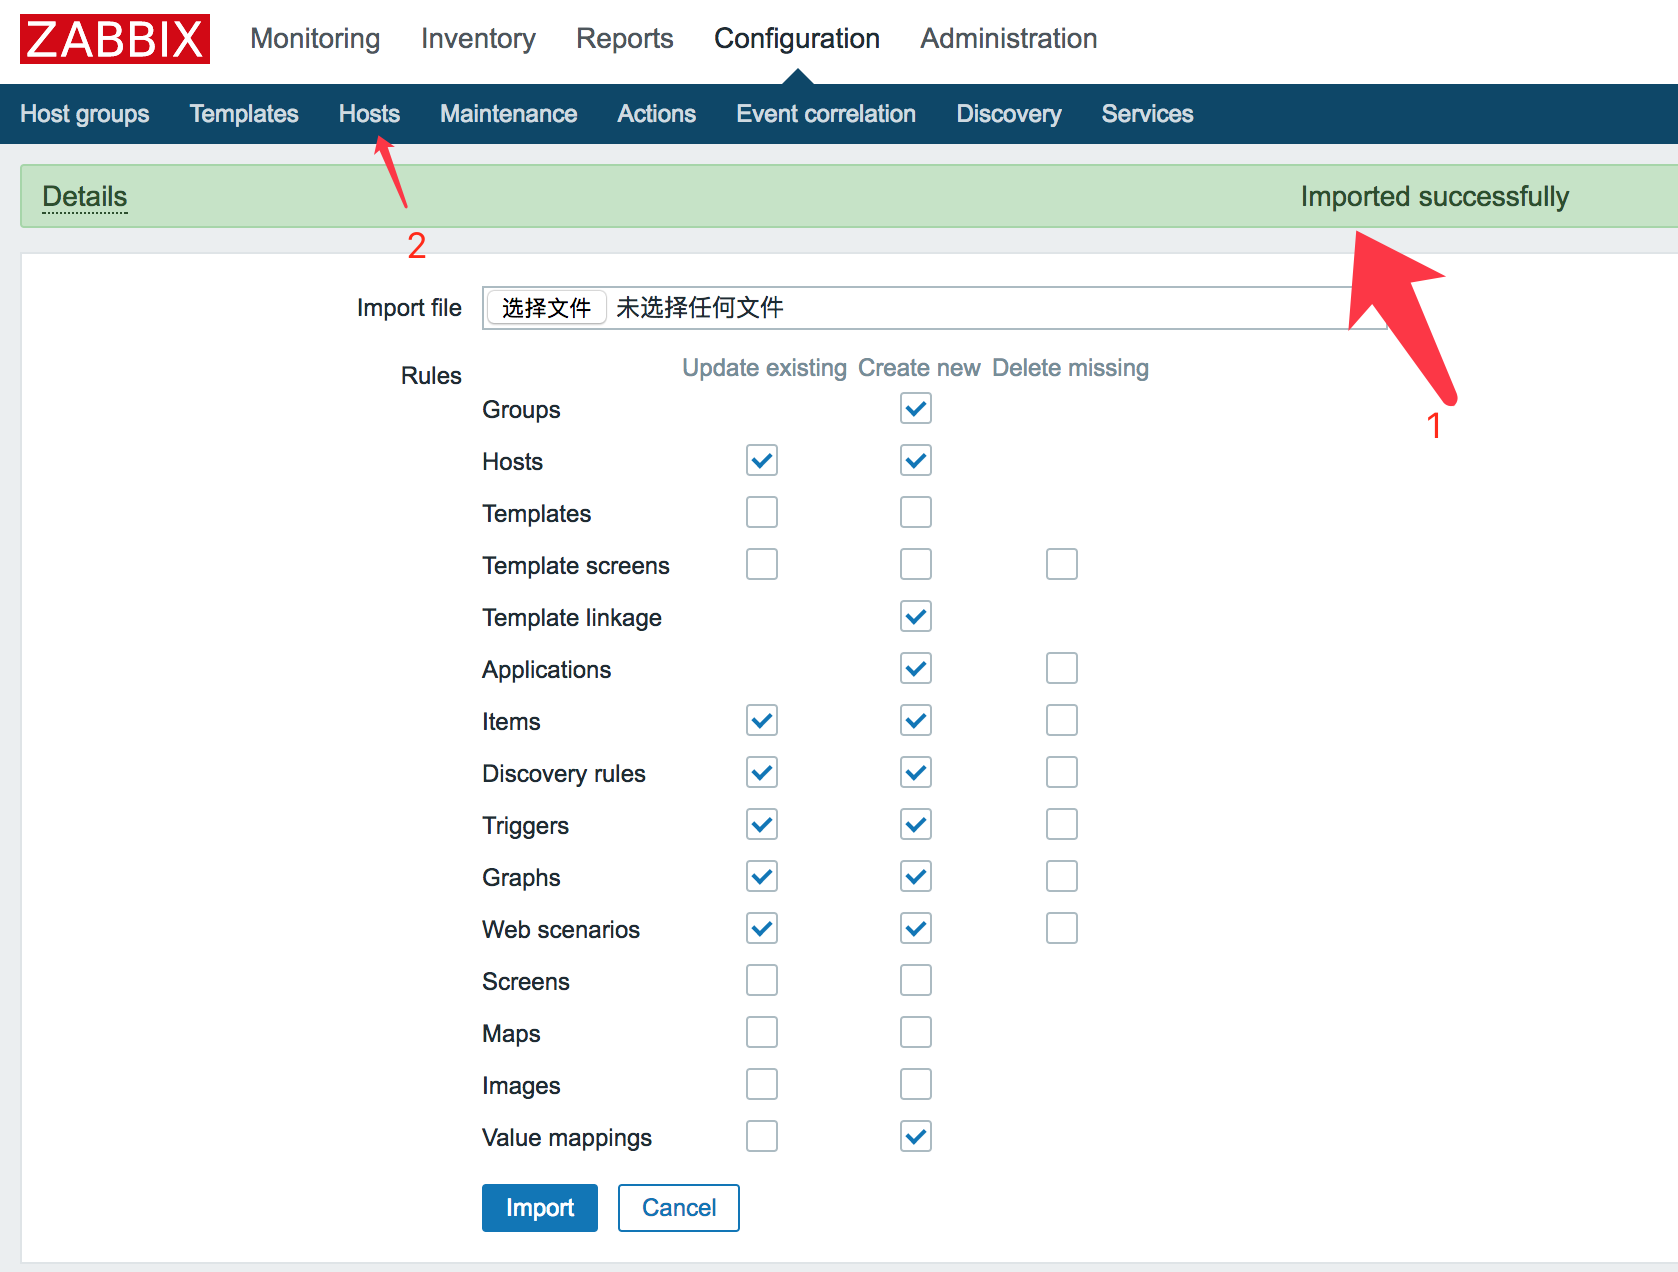 ZABBIX Monitoring Inventory Reports Configuration Administration
Host groups Templates Hosts Maintenance Actions Event correlation Discovery Services
Details Imported successfully
2
Import file 选择文件 未选择任何文件
1
Rules Update existing Create new Delete missing
Groups
Hosts
Templates
Template screens
Template linkage
Applications
Items
Discovery rules
Triggers
Graphs
Web scenarios
Screens
Maps
Images
Value mappings
Import Cancel